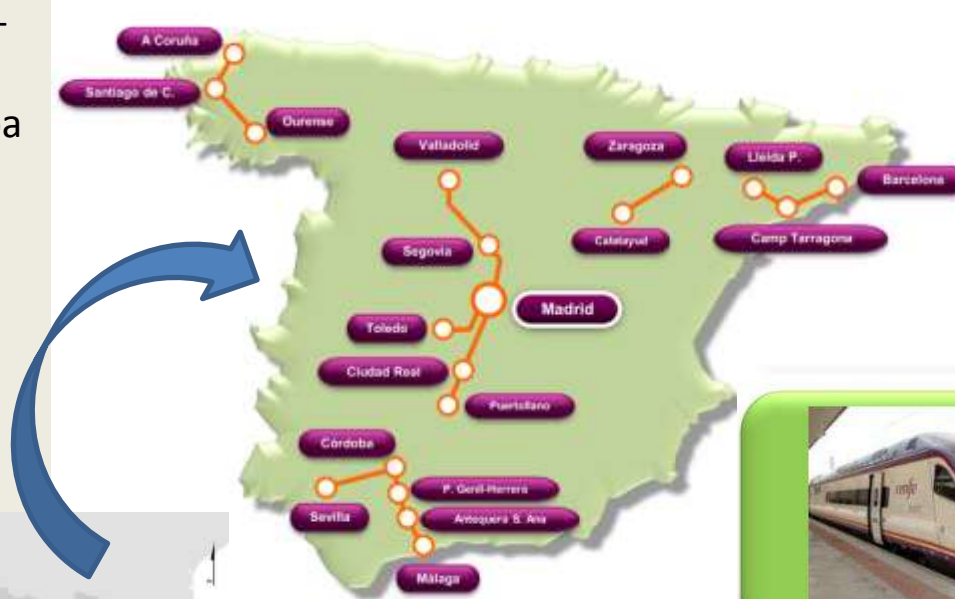 A Coruña
Santiago de C.
a
Ourense
Valladolid
Zaragoza
Lleida P.
Barcelona
Segovia
Calatayud
Camp Tarragona
Madrid
Toledo
Ciudad Real
Puertollano
Córdoba
P. Genil-Herrera
Sevilla
Antequera S. Ana
Málaga
renfe